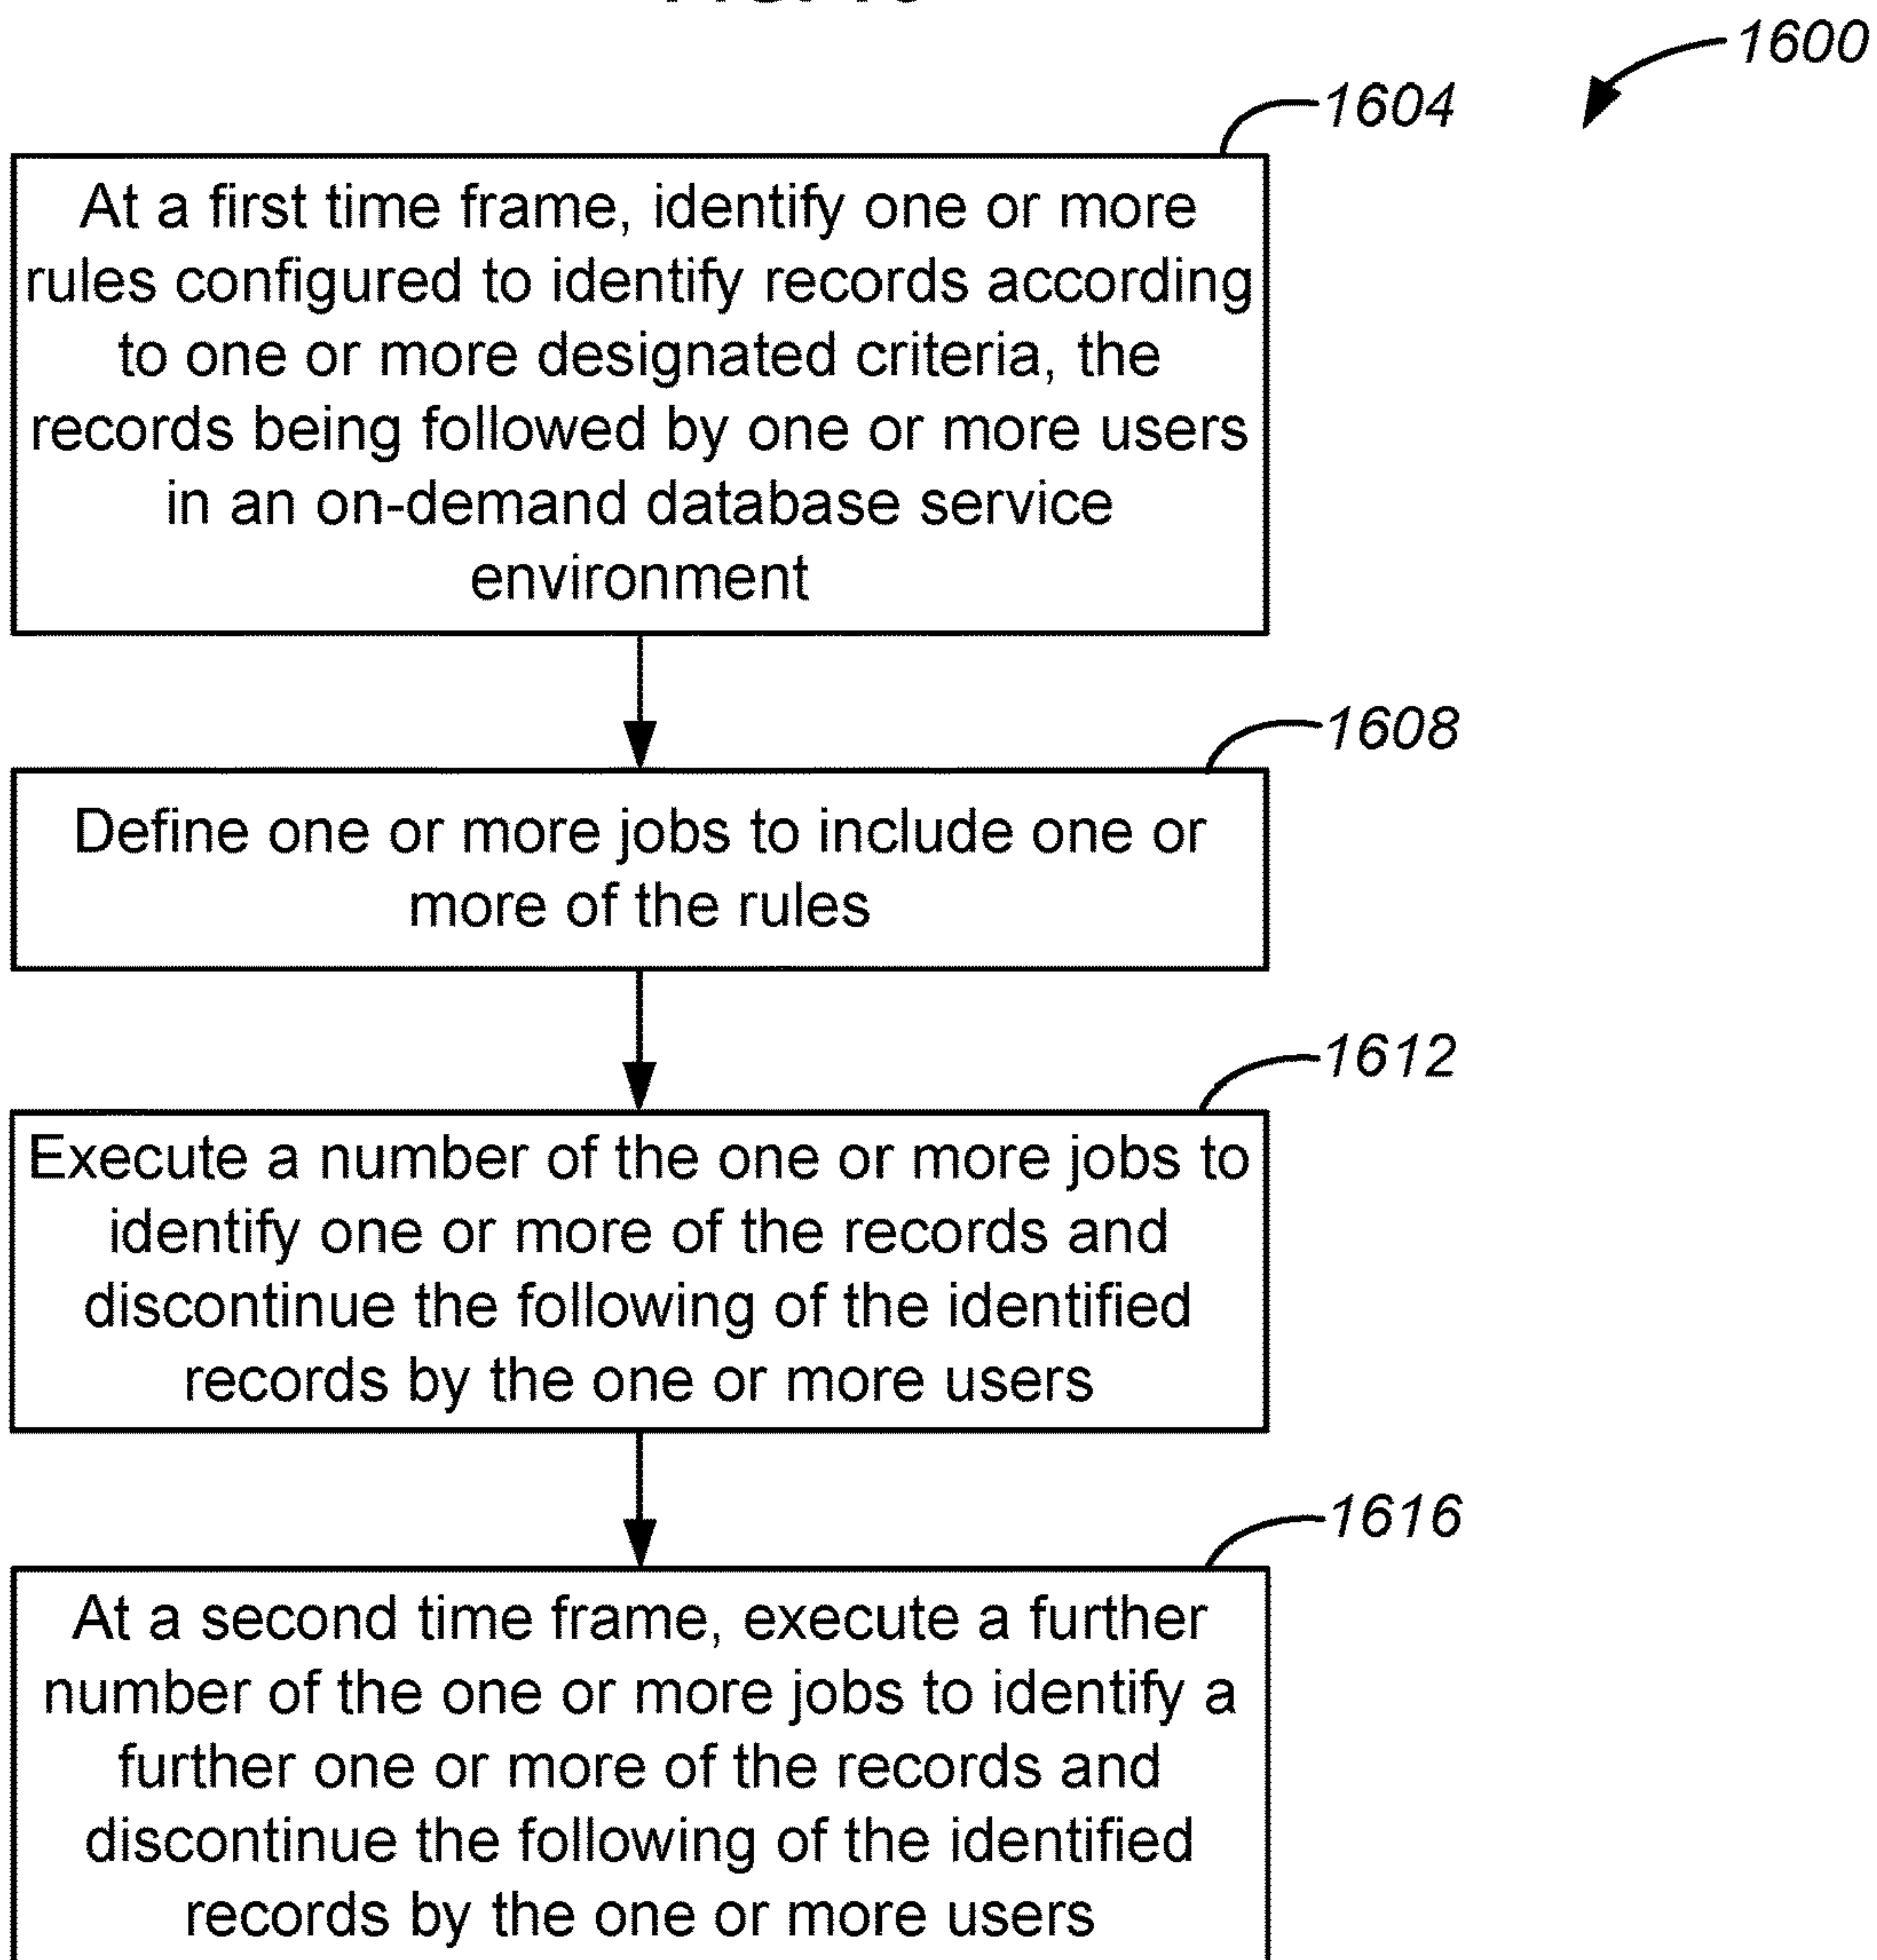 1600
1604
At a first time frame, identify one or more
rules configured to identify records according
to one or more designated criteria, the
records being followed by one or more users
in an on-demand database service
environment
1608
Define one or more jobs to include one or
more of the rules
1612
Execute a number of the one or more jobs to
identify one or more of the records and
discontinue the following of the identified
records by the one or more users
1616
At a second time frame, execute a further
number of the one or more jobs to identify a
further one or more of the records and
discontinue the following of the identified
records by the one or more users